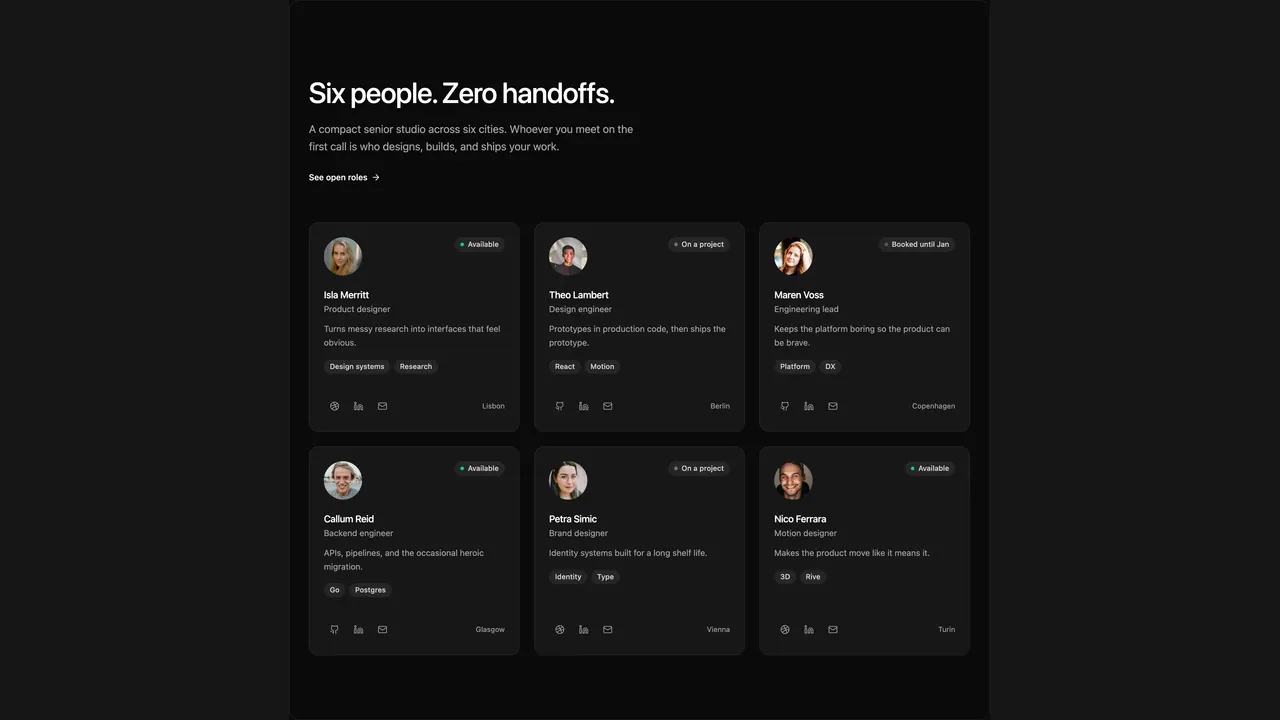 Six people. Zero handoffs.
A compact senior studio across six cities. Whoever you meet on the
first call is who designs, builds, and ships your work.
See open roles
Available
Isla Merritt
Product designer
Turns messy research into interfaces that feel
obvious.
Design systems
Research
Lisbon
On a project
Theo Lambert
Design engineer
Prototypes in production code, then ships the
prototype.
React
Motion
Berlin
Booked until Jan
Maren Voss
Engineering lead
Keeps the platform boring so the product can
be brave.
Platform
DX
Copenhagen
Available
Callum Reid
Backend engineer
APIs, pipelines, and the occasional heroic
migration.
Go
Postgres
Glasgow
On a project
Petra Simic
Brand designer
Identity systems built for a long shelf life.
Identity
Type
Vienna
Available
Nico Ferrara
Motion designer
Makes the product move like it means it.
3D
Rive
Turin